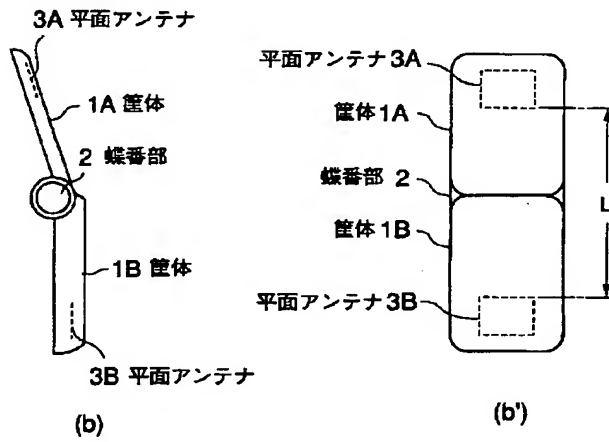 3A 平面アンテナ
1A 筐体
2 蝶番部
1B 筐体
3B 平面アンテナ
(b)
平面アンテナ 3A
筐体 1A
蝶番部 2
筐体 1B
平面アンテナ 3B
L
(b')